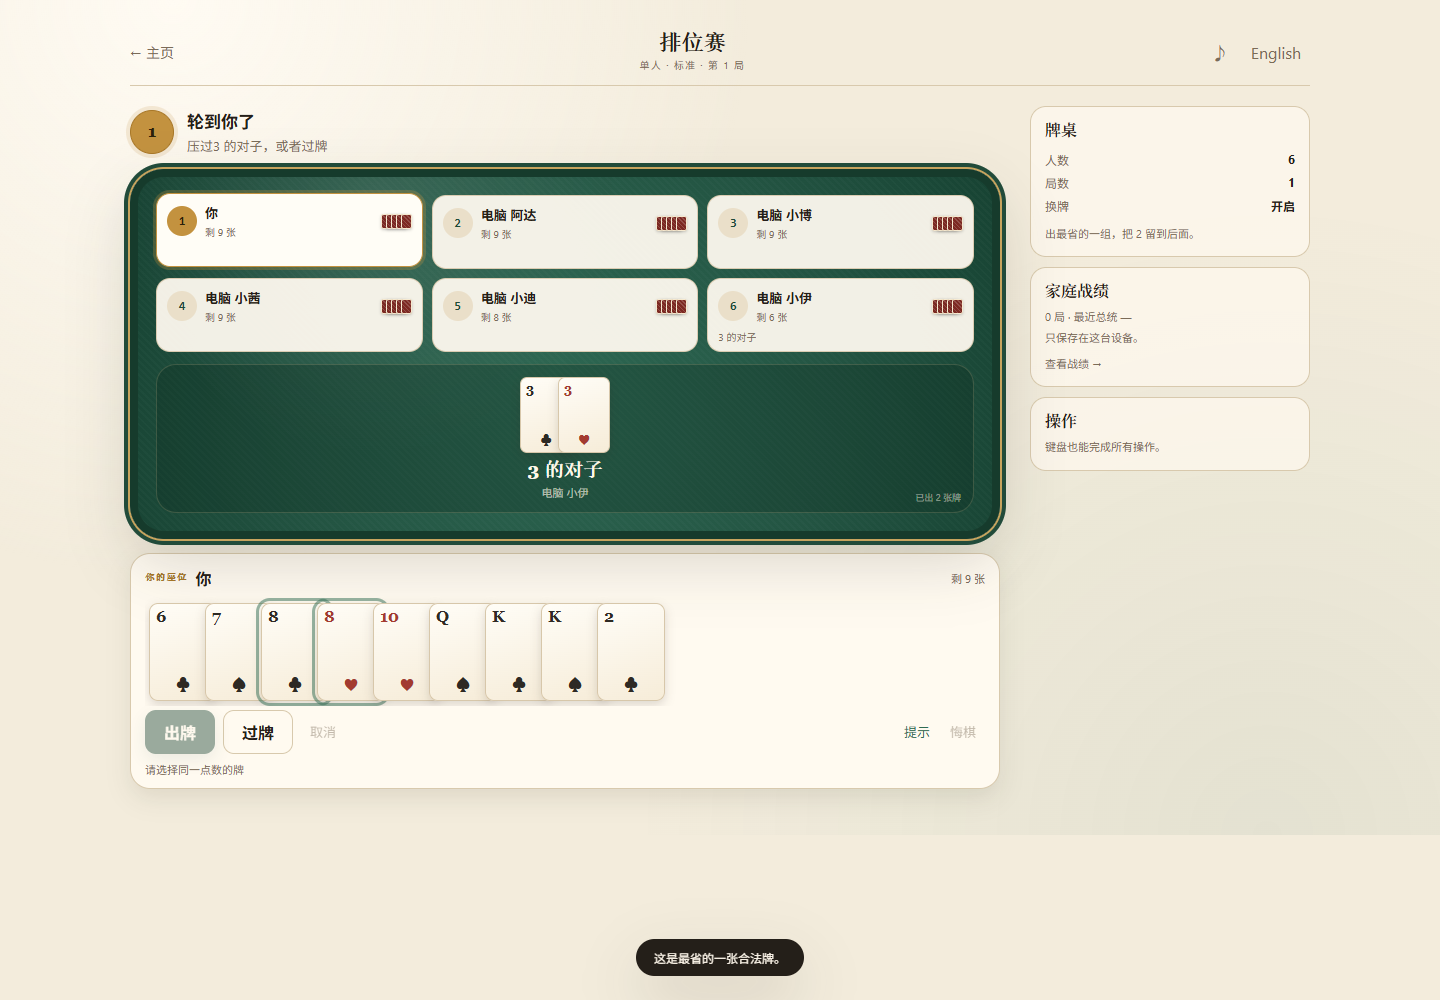 ← 主页
排位赛
单人 · 标准 · 第 1 局
♪
English
1
轮到你了
压过3 的对子，或者过牌
1
你
剩 9 张
2
电脑 阿达
剩 9 张
3
电脑 小博
剩 9 张
4
电脑 小茜
剩 9 张
5
电脑 小迪
剩 8 张
6
电脑 小伊
剩 6 张
3 的对子
3
♣
3
♥
3 的对子
电脑 小伊
已出 2 张牌
你的座位 你
剩 9 张
6
♣
7
♠
8
♣
8
♥
10
♥
Q
♠
K
♣
K
♠
2
♣
出牌
过牌
取消
提示
悔棋
请选择同一点数的牌
牌桌
人数 6
局数 1
换牌 开启
出最省的一组，把 2 留到后面。
家庭战绩
0 局 · 最近总统 —
只保存在这台设备。
查看战绩 →
操作
键盘也能完成所有操作。
这是最省的一张合法牌。